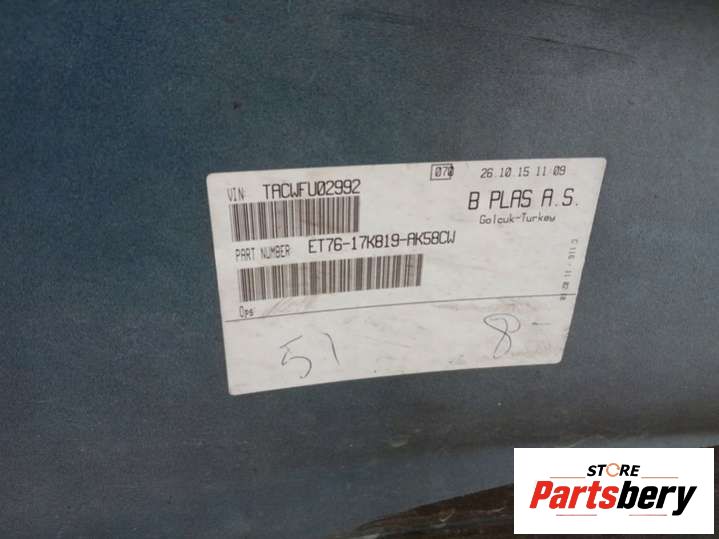 070 26.10.15 11:09
VIN: TACWFU02992
B PLAS A.S.
Golcuk-Turkey
PART NUMBER: ET76-17K819-AK58CW
Ops
51 8
STORE
Partsbery